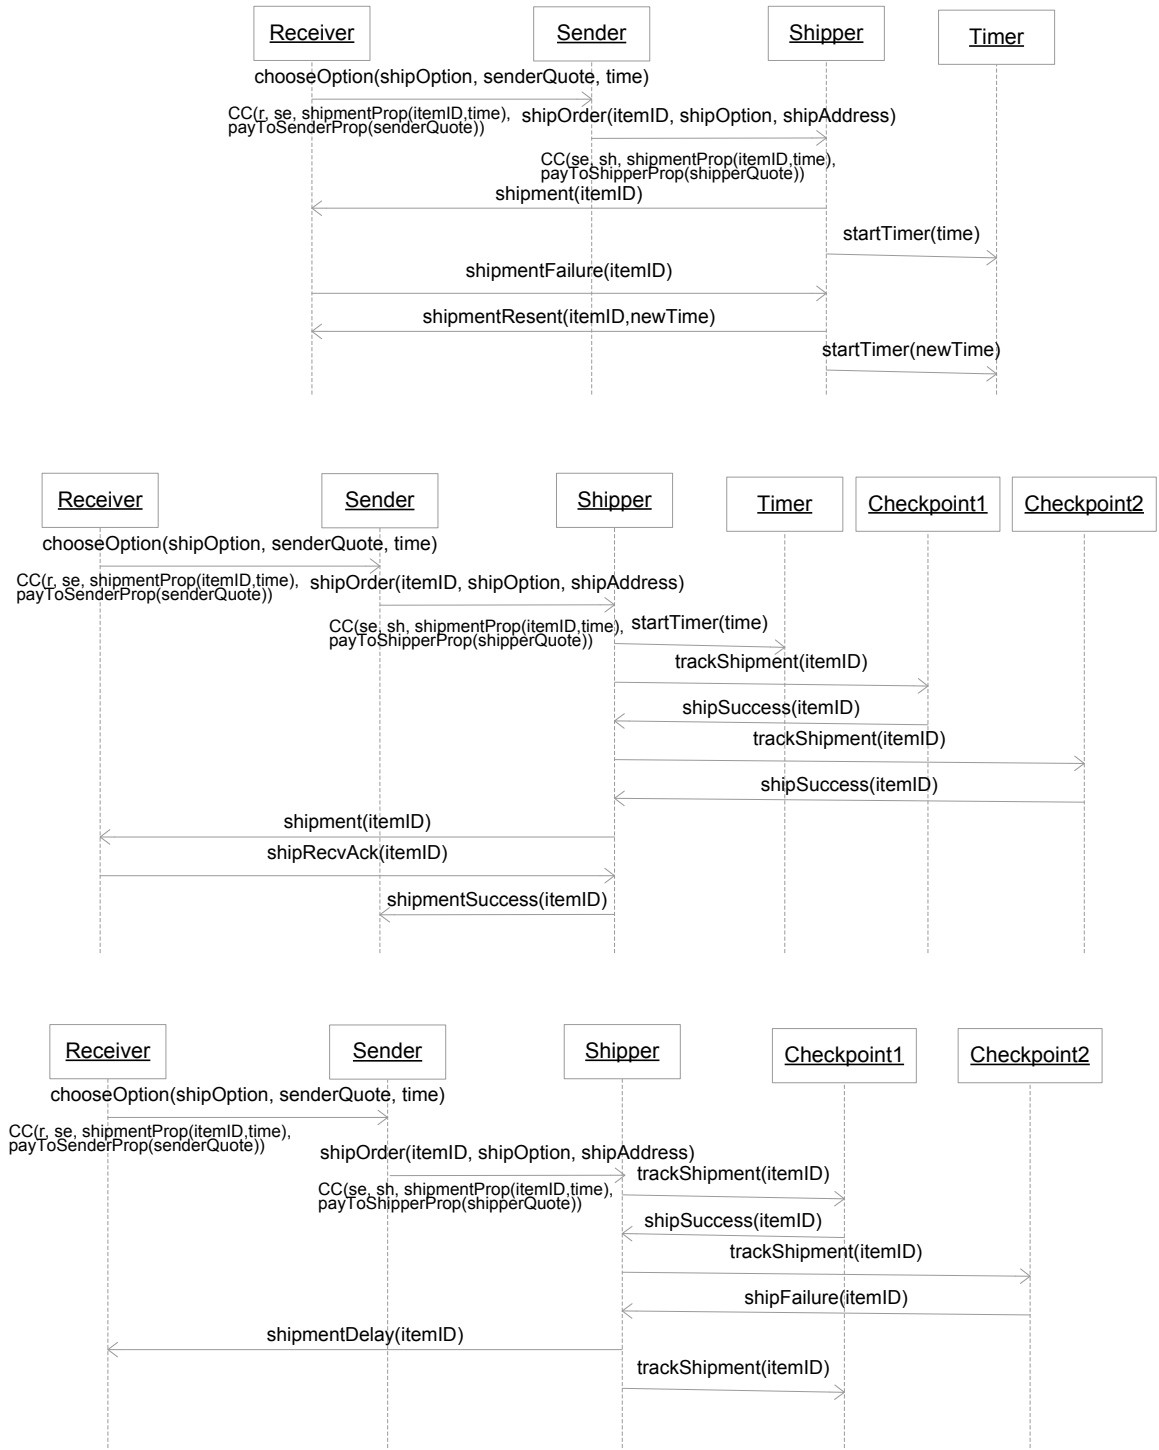 Receiver
Sender
Shipper
Timer
chooseOption(shipOption, senderQuote, time)
CC(r, se, shipmentProp(itemID,time),
payToSenderProp(senderQuote))
shipOrder(itemID, shipOption, shipAddress)
CC(se, sh, shipmentProp(itemID,time),
payToShipperProp(shipperQuote))
shipment(itemID)
startTimer(time)
shipmentFailure(itemID)
shipmentResent(itemID,newTime)
startTimer(newTime)
Receiver
Sender
Shipper
Timer
Checkpoint1
Checkpoint2
chooseOption(shipOption, senderQuote, time)
CC(r, se, shipmentProp(itemID,time),
payToSenderProp(senderQuote))
shipOrder(itemID, shipOption, shipAddress)
CC(se, sh, shipmentProp(itemID,time),
payToShipperProp(shipperQuote))
startTimer(time)
trackShipment(itemID)
shipSuccess(itemID)
trackShipment(itemID)
shipSuccess(itemID)
shipment(itemID)
shipRecvAck(itemID)
shipmentSuccess(itemID)
Receiver
Sender
Shipper
Checkpoint1
Checkpoint2
chooseOption(shipOption, senderQuote, time)
CC(r, se, shipmentProp(itemID,time),
payToSenderProp(senderQuote))
shipOrder(itemID, shipOption, shipAddress)
CC(se, sh, shipmentProp(itemID,time),
payToShipperProp(shipperQuote))
trackShipment(itemID)
shipSuccess(itemID)
trackShipment(itemID)
shipFailure(itemID)
shipmentDelay(itemID)
trackShipment(itemID)